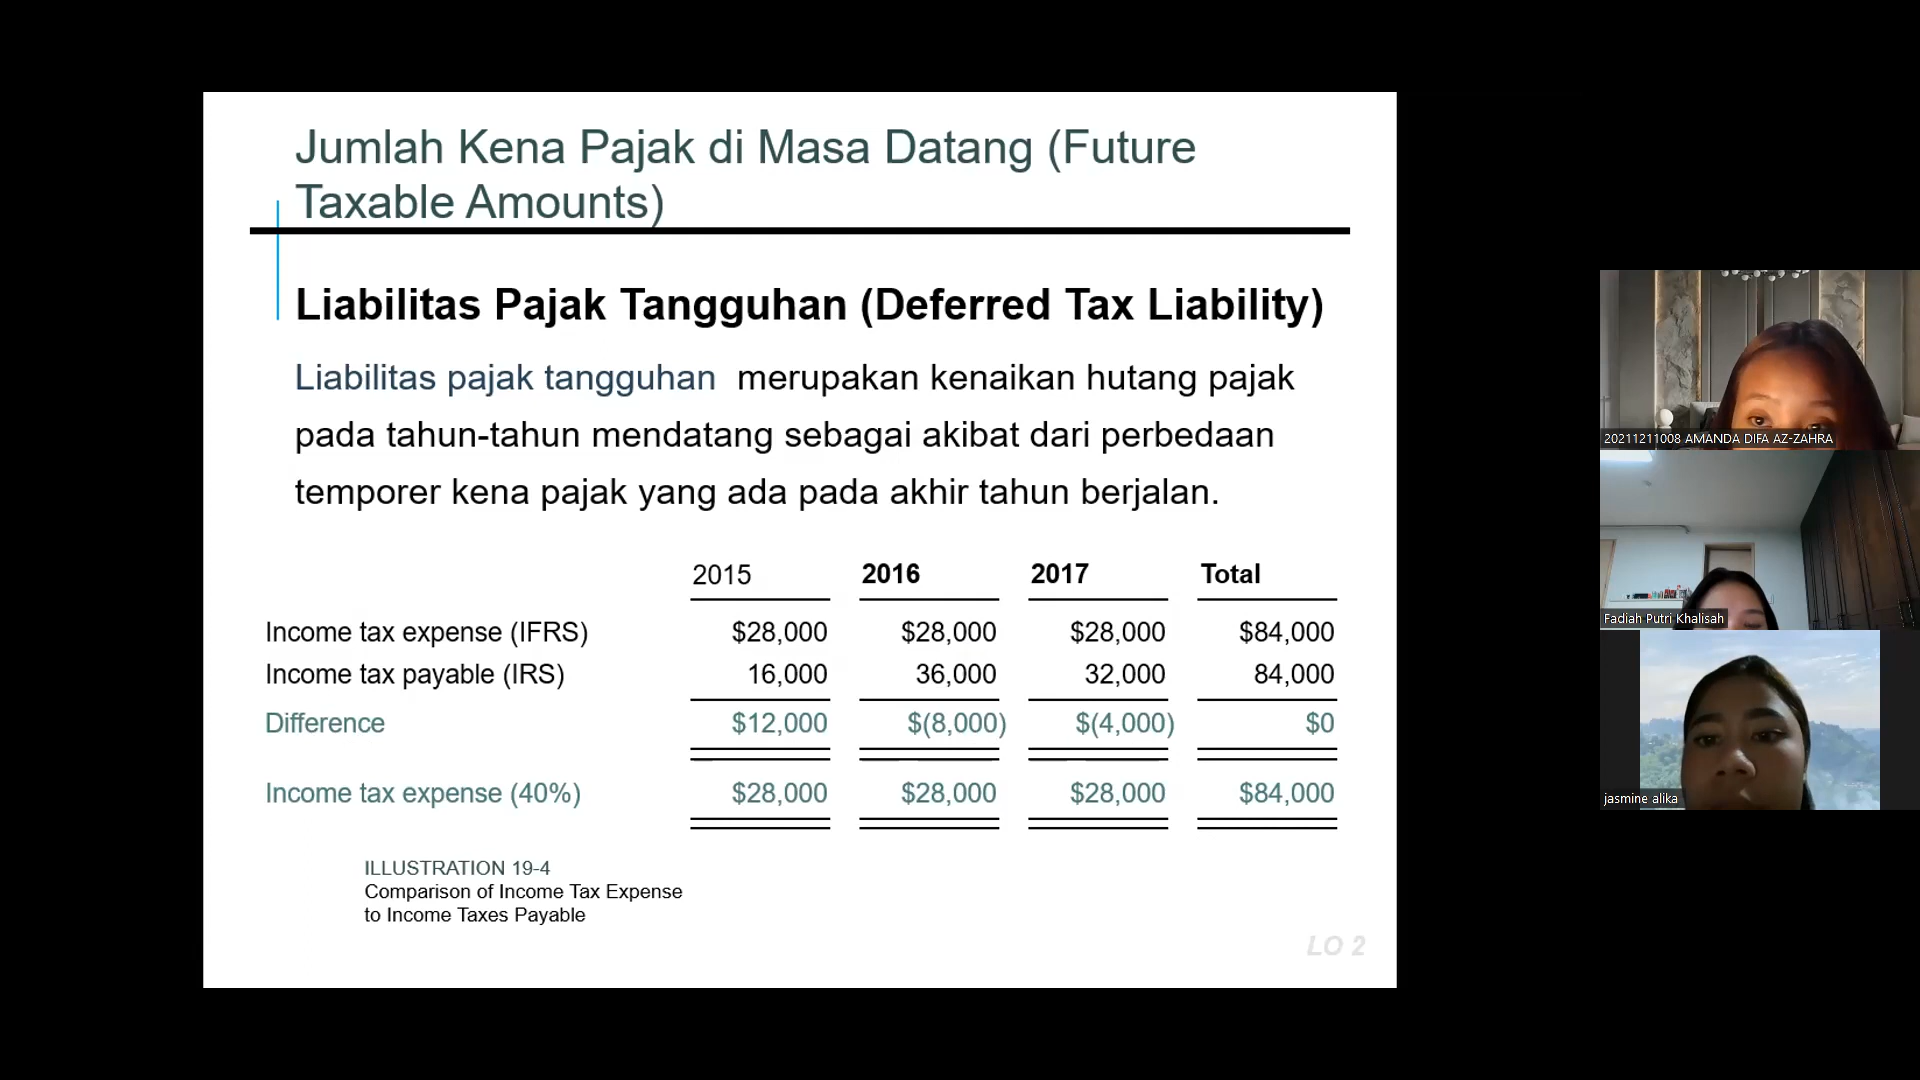 Jumlah Kena Pajak di Masa Datang (Future
Taxable Amounts)
Liabilitas Pajak Tangguhan (Deferred Tax Liability)
Liabilitas pajak tangguhan merupakan kenaikan hutang pajak
pada tahun-tahun mendatang sebagai akibat dari perbedaan
temporer kena pajak yang ada pada akhir tahun berjalan.
2015 2016 2017 Total
Income tax expense (IFRS) $28,000 $28,000 $28,000 $84,000
Income tax payable (IRS) 16,000 36,000 32,000 84,000
Difference $12,000 $(8,000) $(4,000) $0
Income tax expense (40%) $28,000 $28,000 $28,000 $84,000
ILLUSTRATION 19-4
Comparison of Income Tax Expense
to Income Taxes Payable
LO 2
20211211008 AMANDA DIFA AZ-ZAHRA
Fadiah Putri Khalisah
jasmine alika